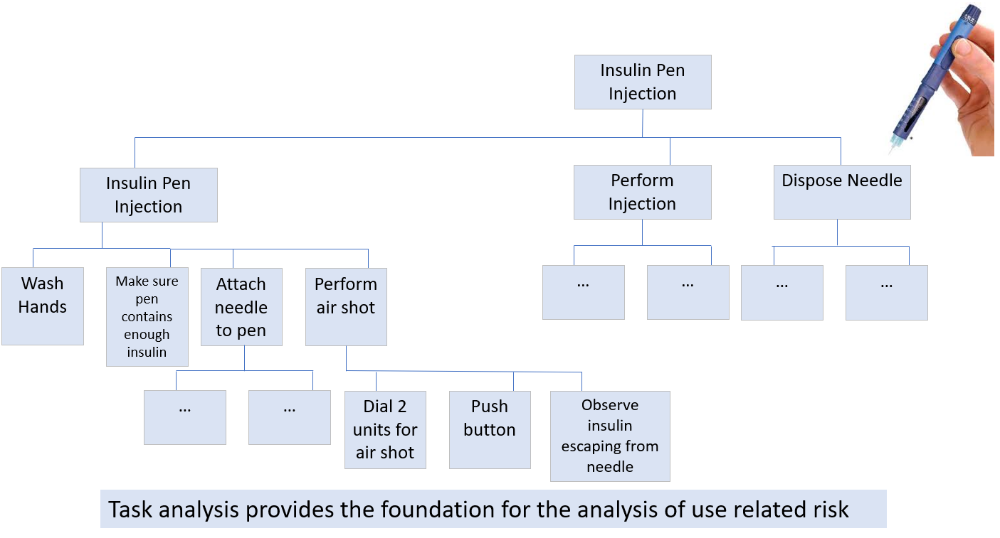 Insulin Pen
Injection
Insulin Pen
Injection
Perform
Injection
Dispose Needle
Wash
Hands
Make sure
pen
contains
enough
insulin
Attach
needle
to pen
Perform
air shot
...
...
...
...
...
...
Dial 2
units for
air shot
Push
button
Observe
insulin
escaping from
needle
Task analysis provides the foundation for the analysis of use related risk